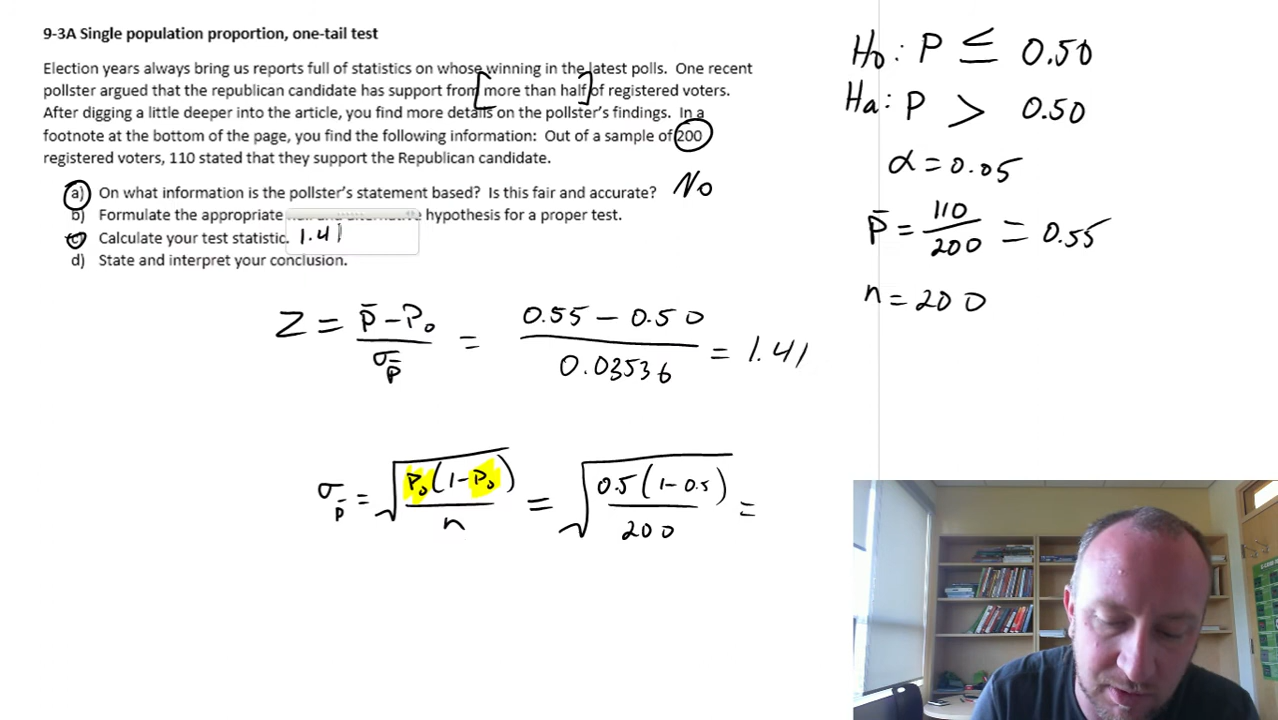 9-3A Single population proportion, one-tail test
Election years always bring us reports full of statistics on whose winning in the latest polls. One recent
pollster argued that the republican candidate has support from [more than half] of registered voters.
After digging a little deeper into the article, you find more details on the pollster's findings. In a
footnote at the bottom of the page, you find the following information: Out of a sample of 200
registered voters, 110 stated that they support the Republican candidate.
a) On what information is the pollster's statement based? Is this fair and accurate? No
b) Formulate the appropriate hypothesis for a proper test.
c) Calculate your test statistic. 1.41
d) State and interpret your conclusion.
Ho: P ≤ 0.50
Ha: P > 0.50
α = 0.05
p̄ = 110/200 = 0.55
n = 200
Z = (p̄ − P₀)/σp̄ = (0.55 − 0.50)/0.03536 = 1.41
σp̄ = √(P₀(1 − P₀)/n) = √(0.5(1 − 0.5)/200) =